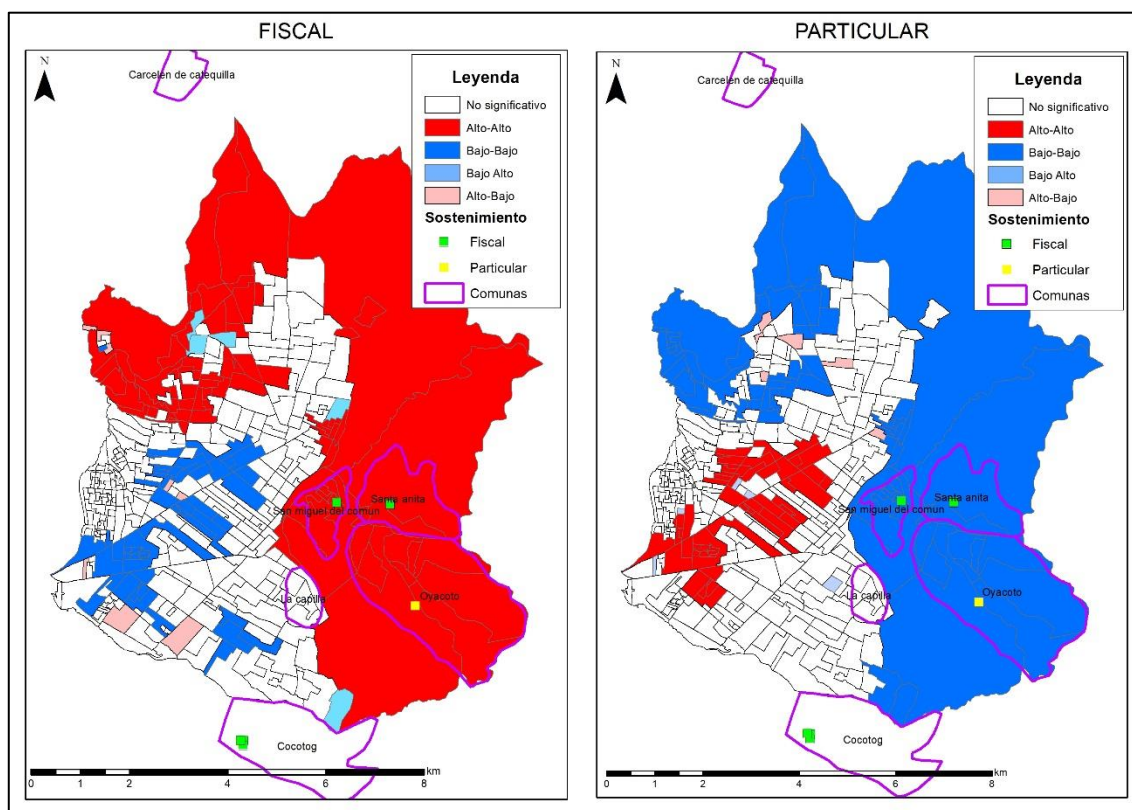 FISCAL
N
Carcelén de catequilla
Leyenda
No significativo
Alto-Alto
Bajo-Bajo
Bajo Alto
Alto-Bajo
Sostenimiento
Fiscal
Particular
Comunas
Santa anita
San miguel del comun
La capilla
Oyacoto
Cocotog
km
0 1 2 4 6 8
PARTICULAR
N
Carcelén de catequilla
Leyenda
No significativo
Alto-Alto
Bajo-Bajo
Bajo Alto
Alto-Bajo
Sostenimiento
Fiscal
Particular
Comunas
Santa anita
San miguel del comun
La capilla
Oyacoto
Cocotog
km
0 1 2 4 6 8